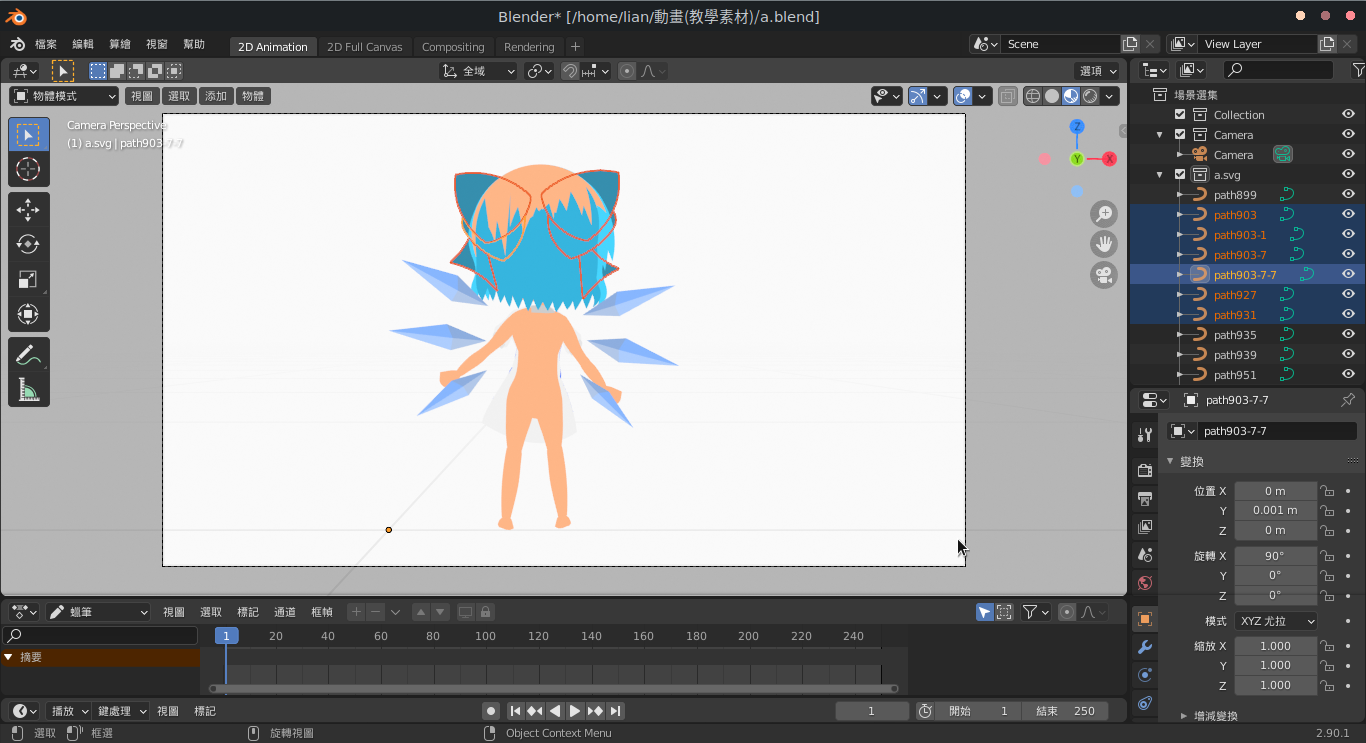 Blender* [/home/lian/動畫(教學素材)/a.blend]
檔案 編輯 算繪 視窗 幫助 2D Animation 2D Full Canvas Compositing Rendering + Scene View Layer
全域 選項
物體模式 視圖 選取 添加 物體
Camera Perspective
(1) a.svg | path903-7-7
Z
Y X
場景選集
Collection
Camera
Camera
a.svg
path899
path903
path903-1
path903-7
path903-7-7
path927
path931
path935
path939
path951
path903-7-7
path903-7-7
變換
位置 X 0 m
Y 0.001 m
Z 0 m
旋轉 X 90°
Y 0°
Z 0°
模式 XYZ 尤拉
縮放 X 1.000
Y 1.000
Z 1.000
增減變換
蠟筆 視圖 選取 標記 通道 框幀
1 20 40 60 80 100 120 140 160 180 200 220 240
摘要
播放 鍵處理 視圖 標記 1 開始 1 結束 250
選取 框選 旋轉視圖 Object Context Menu 2.90.1